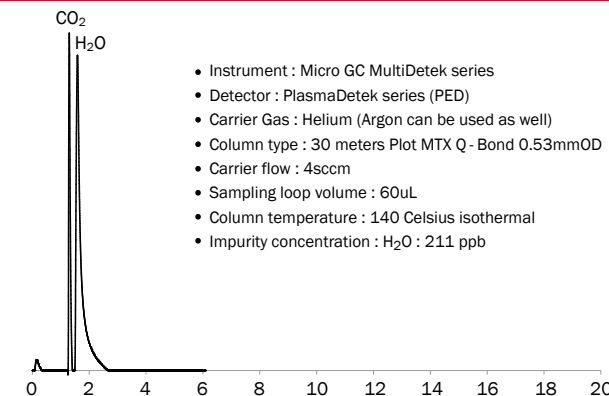 CO₂
H₂O
• Instrument : Micro GC MultiDetek series
• Detector : PlasmaDetek series (PED)
• Carrier Gas : Helium (Argon can be used as well)
• Column type : 30 meters Plot MTX Q - Bond 0.53mmOD
• Carrier flow : 4sccm
• Sampling loop volume : 60uL
• Column temperature : 140 Celsius isothermal
• Impurity concentration : H₂O : 211 ppb
0 2 4 6 8 10 12 14 16 18 20